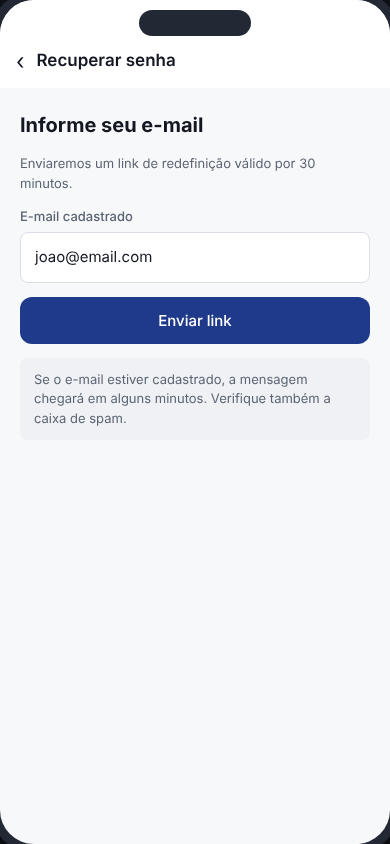 ‹ Recuperar senha
Informe seu e-mail
Enviaremos um link de redefinição válido por 30
minutos.
E-mail cadastrado
joao@email.com
Enviar link
Se o e-mail estiver cadastrado, a mensagem
chegará em alguns minutos. Verifique também a
caixa de spam.